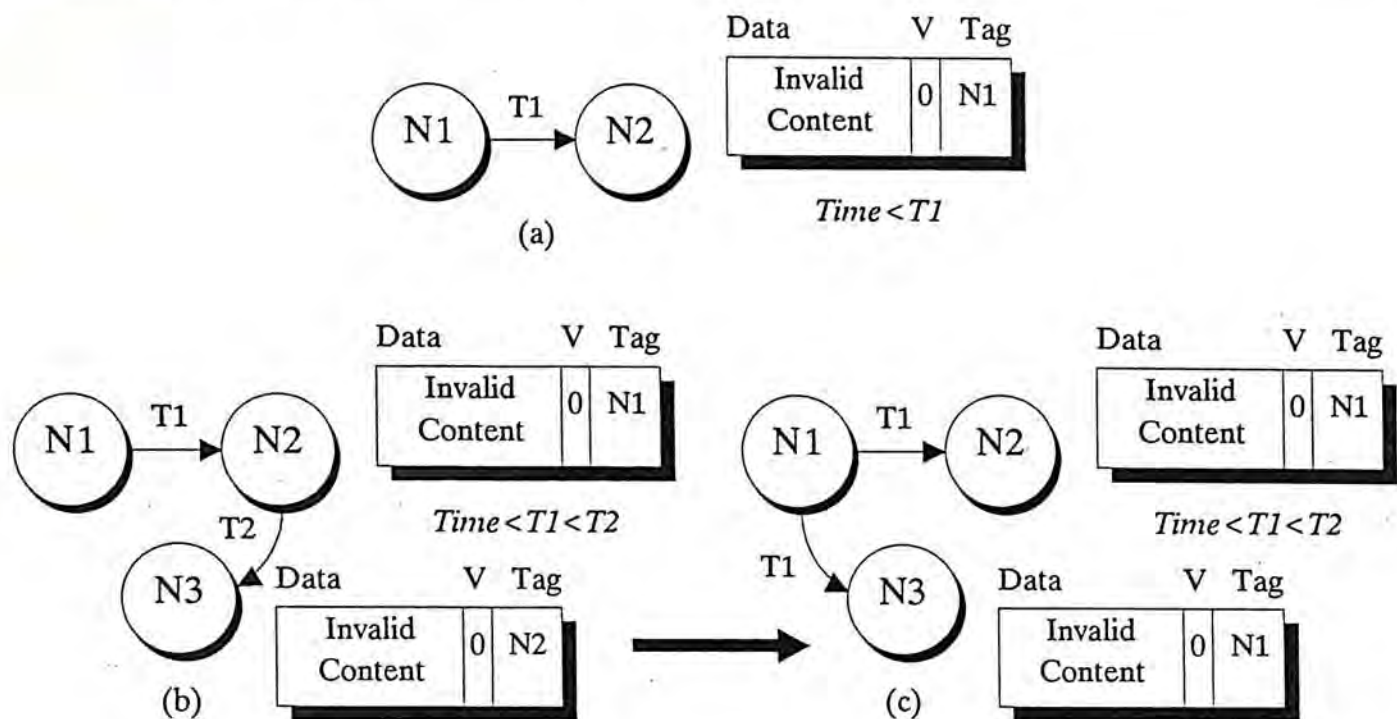 Data V Tag
Invalid Content 0 N1
N1 T1 N2
Time<T1
(a)
Data V Tag
Invalid Content 0 N1
N1 T1 N2
Time<T1<T2
T2
N3
Data V Tag
Invalid Content 0 N2
(b)
Data V Tag
Invalid Content 0 N1
N1 T1 N2
Time<T1<T2
T1
N3
Data V Tag
Invalid Content 0 N1
(c)